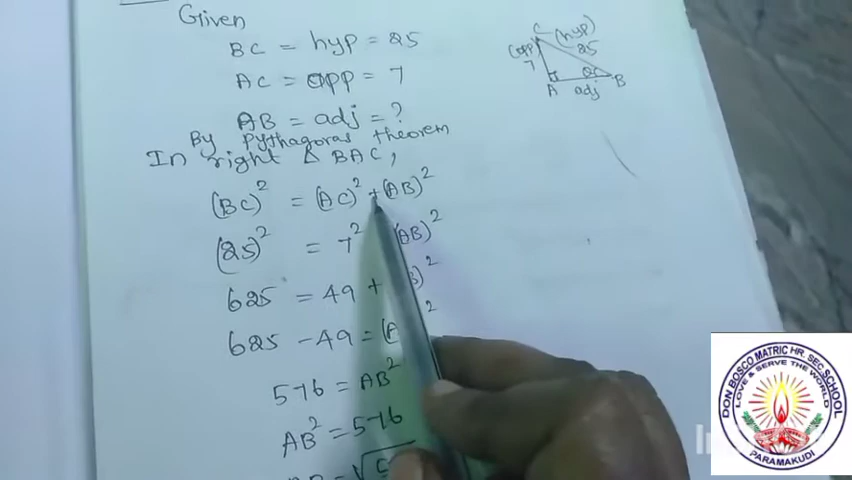 Given
BC = hyp = 25
AC = opp = 7
AB = adj = ?
By Pythagoras theorem
In right Δ BAC,
(BC)² = (AC)² + (AB)²
(25)² = 7² (AB)²
625 = 49 + )²
625 - 49 = (A ²
576 = AB²
AB² = 576
C (hyp)
(opp) 25
7
A adj B
DON BOSCO MATRIC HR. SEC. SCHOOL
LOVE & SERVE THE WORLD
PARAMAKUDI